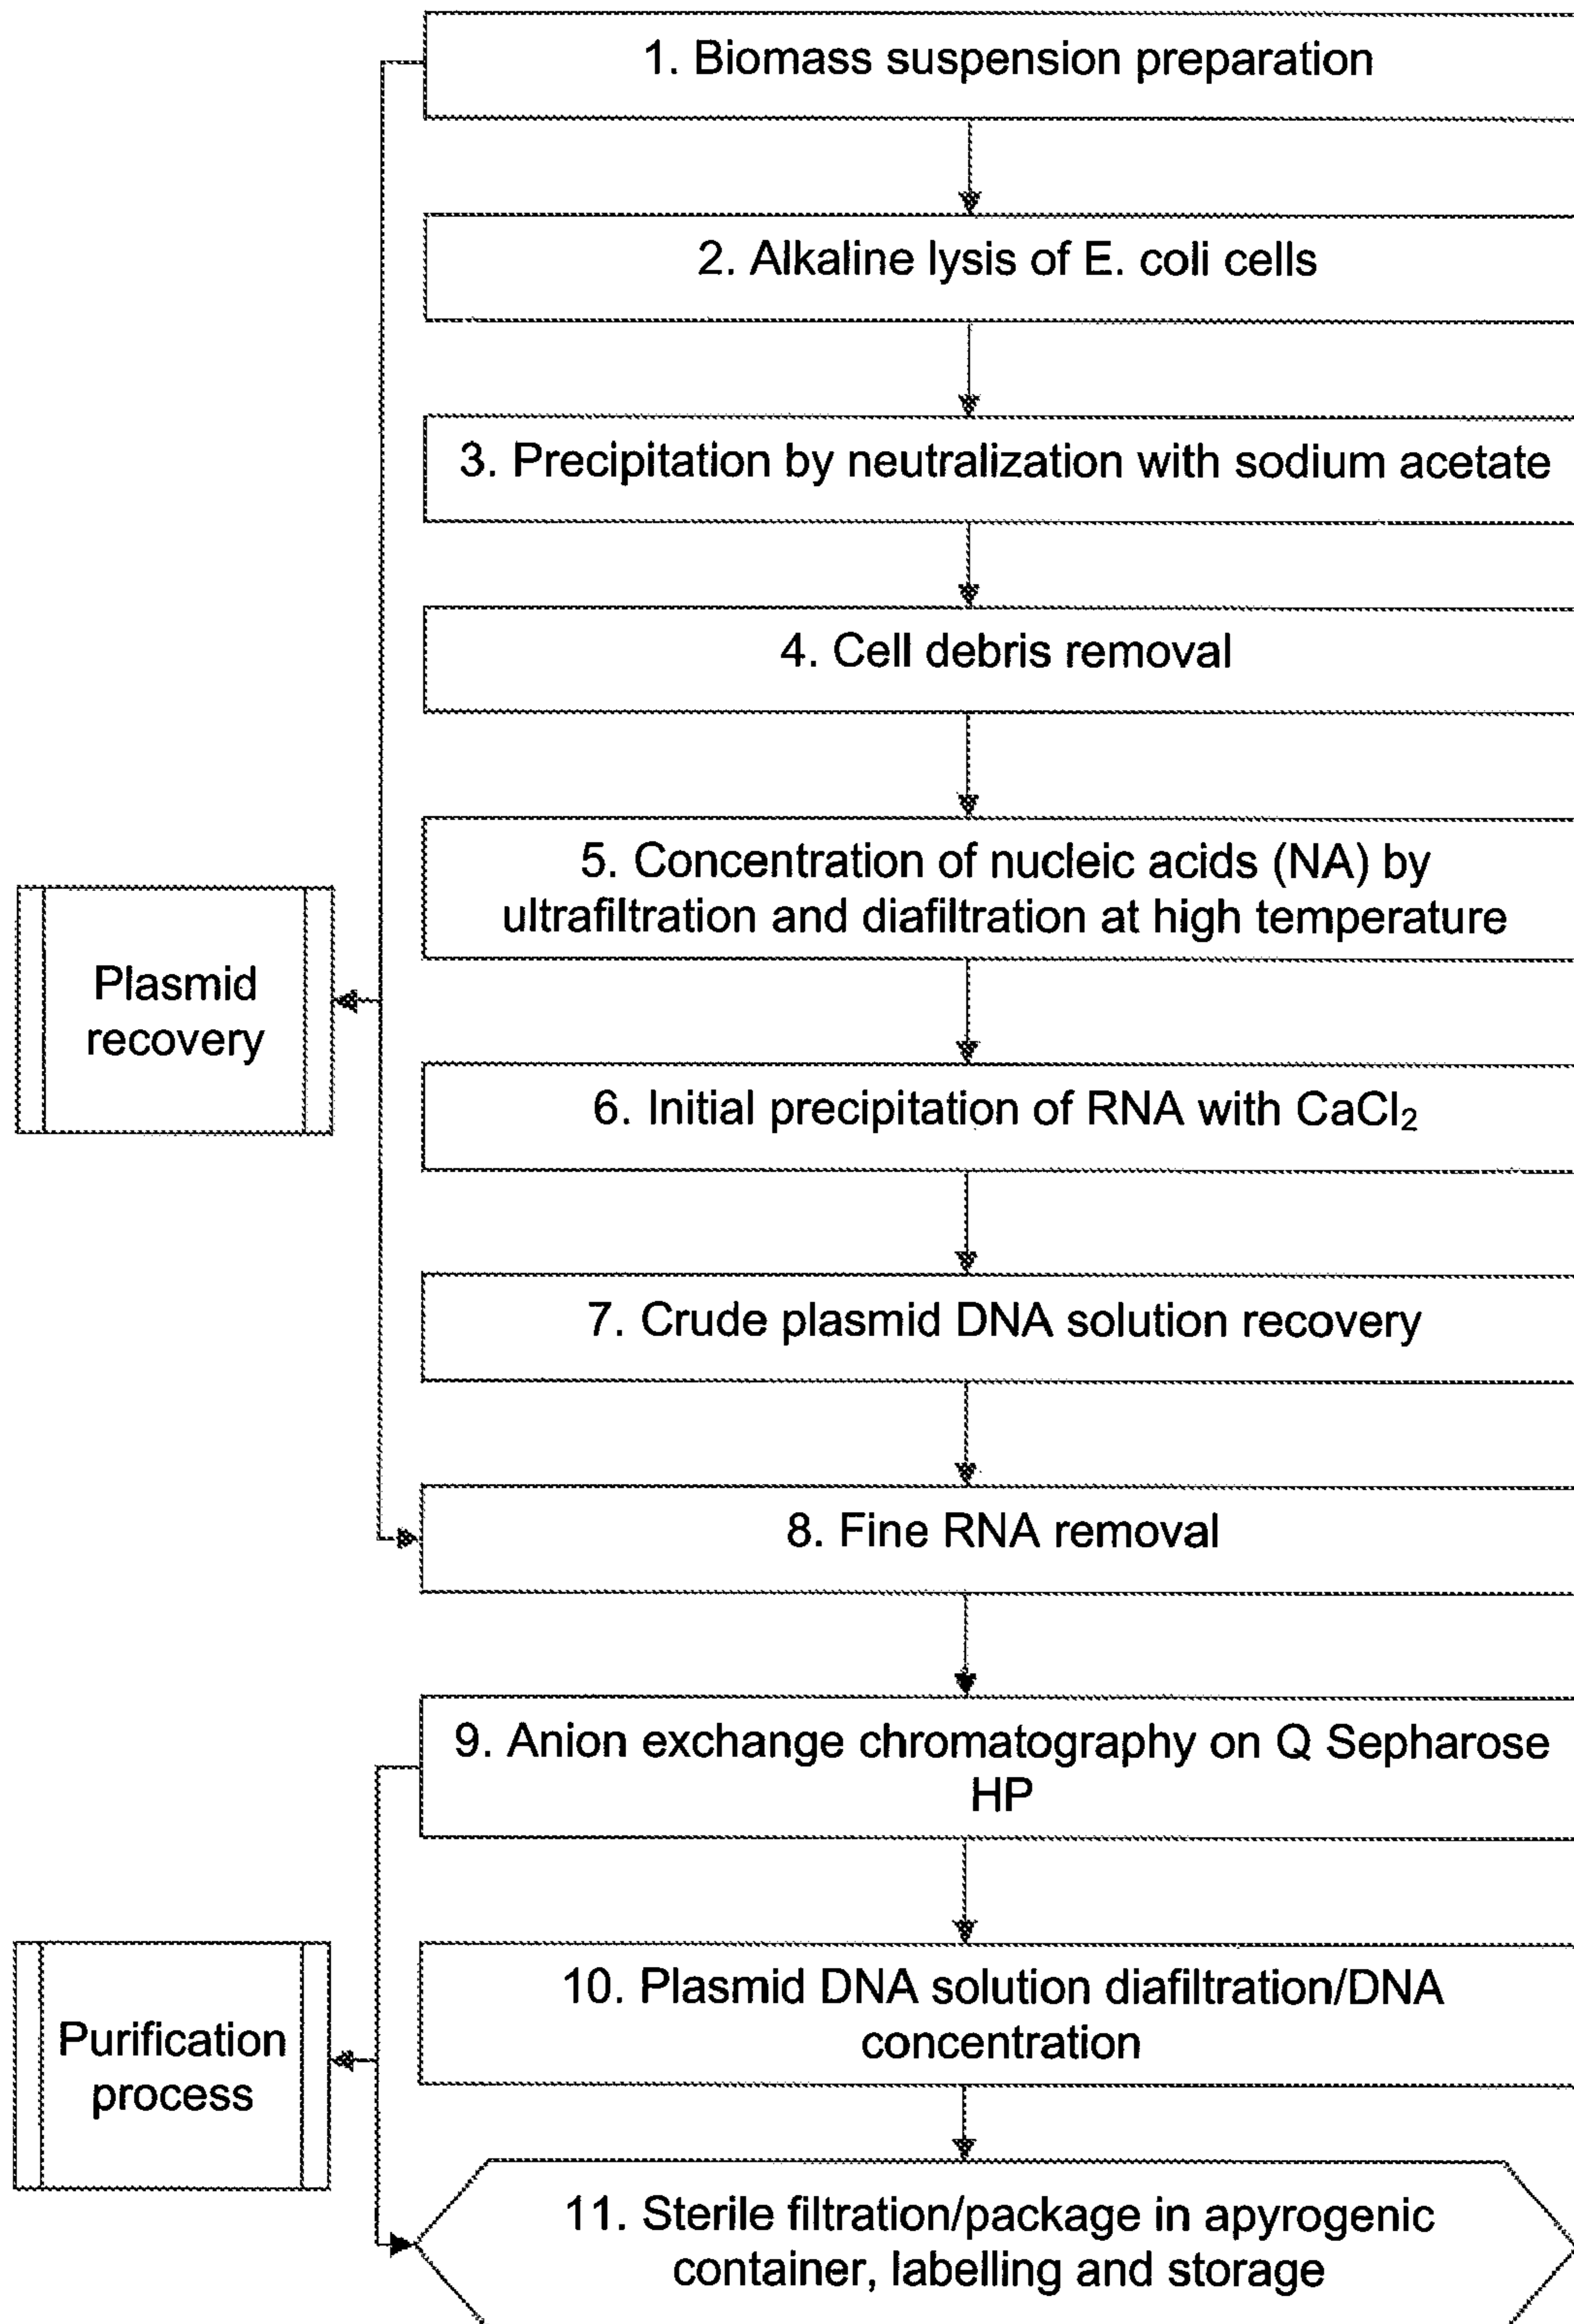 1. Biomass suspension preparation
2. Alkaline lysis of E. coli cells
3. Precipitation by neutralization with sodium acetate
4. Cell debris removal
5. Concentration of nucleic acids (NA) by
ultrafiltration and diafiltration at high temperature
Plasmid
recovery
6. Initial precipitation of RNA with CaCl₂
7. Crude plasmid DNA solution recovery
8. Fine RNA removal
9. Anion exchange chromatography on Q Sepharose
HP
10. Plasmid DNA solution diafiltration/DNA
concentration
Purification
process
11. Sterile filtration/package in apyrogenic
container, labelling and storage